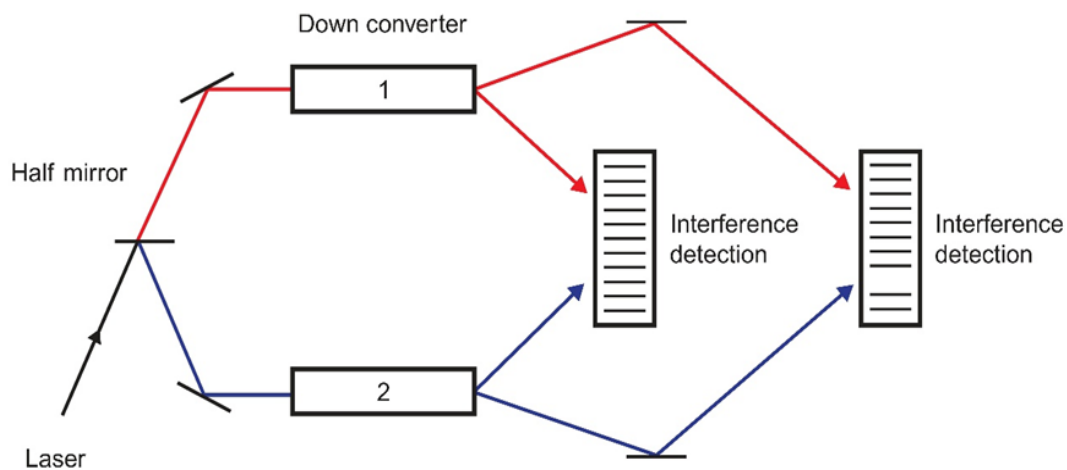 Down converter
1
Half mirror
Interference
detection
Interference
detection
2
Laser